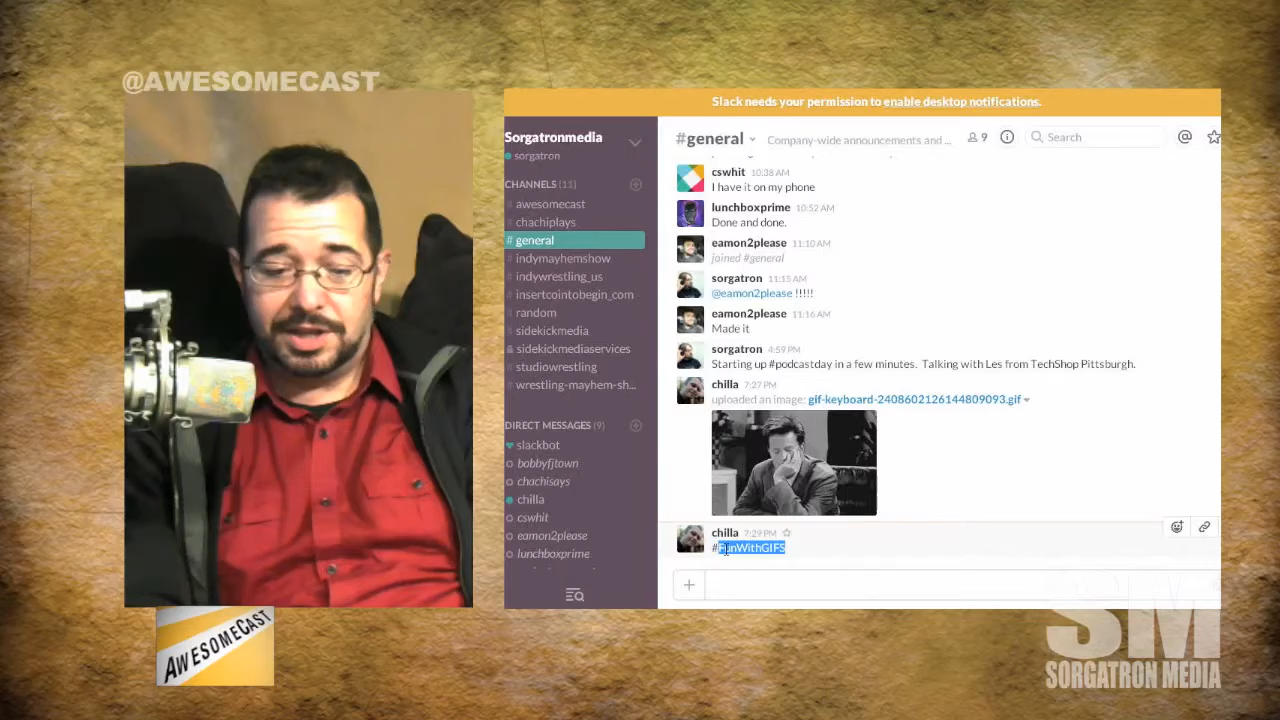 @AWESOMECAST
Slack needs your permission to enable desktop notifications.
Sorgatronmedia
sorgatron
CHANNELS (11)
# awesomecast
# chachiplays
# general
# indymayhemshow
# indywrestling_us
# insertcointobegin_com
# random
# sidekickmedia
sidekickmediaservices
# studiowrestling
# wrestling-mayhem-sh...
DIRECT MESSAGES (9)
slackbot
bobbyfjtown
chachisays
chilla
cswhit
eamon2please
lunchboxprime
#general
Company-wide announcements and ...
9
Search
@
cswhit 10:38 AM
I have it on my phone
lunchboxprime 10:52 AM
Done and done.
eamon2please 11:10 AM
joined #general
sorgatron 11:15 AM
@eamon2please !!!!!
eamon2please 11:16 AM
Made it
sorgatron 4:59 PM
Starting up #podcastday in a few minutes. Talking with Les from TechShop Pittsburgh.
chilla 7:27 PM
uploaded an image: gif-keyboard-2408602126144809093.gif
chilla 7:29 PM
#FunWithGIFS
+
AWESOMECAST
SM
SORGATRON MEDIA